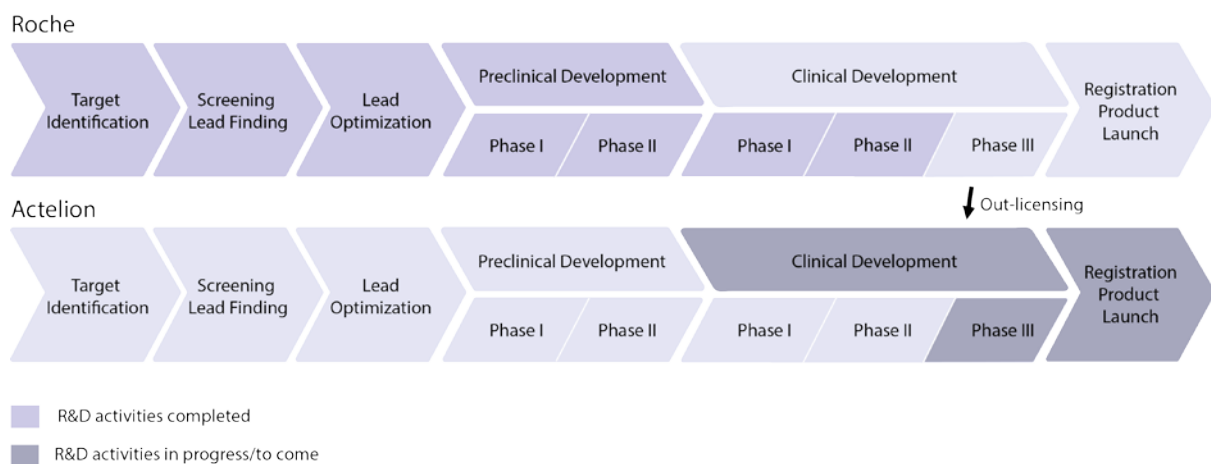 Roche
Target
Identification
Screening
Lead Finding
Lead
Optimization
Preclinical Development
Phase I
Phase II
Clinical Development
Phase I
Phase II
Phase III
Registration
Product
Launch
Out-licensing
Actelion
Target
Identification
Screening
Lead Finding
Lead
Optimization
Preclinical Development
Phase I
Phase II
Clinical Development
Phase I
Phase II
Phase III
Registration
Product
Launch
R&D activities completed
R&D activities in progress/to come